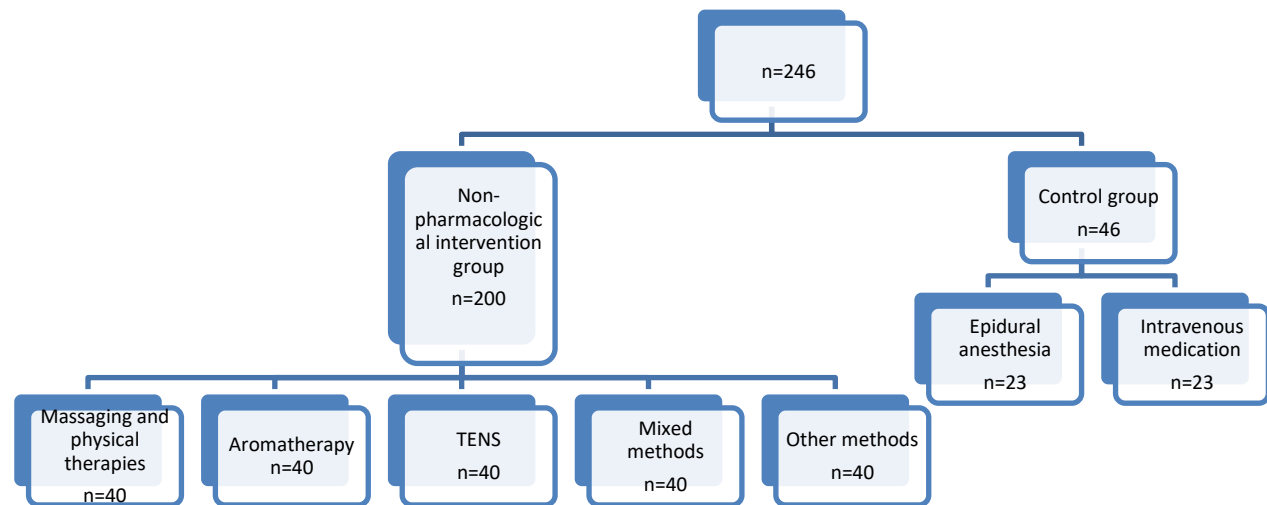 n=246
Non-
pharmacologic
al intervention
group
n=200
Control group
n=46
Epidural
anesthesia
n=23
Intravenous
medication
n=23
Massaging and
physical
therapies
n=40
Aromatherapy
n=40
TENS
n=40
Mixed
methods
n=40
Other methods
n=40